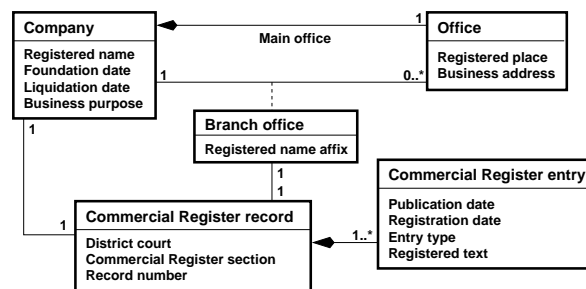 Company
Registered name
Foundation date
Liquidation date
Business purpose
1
Main office
Office
Registered place
Business address
1
0..*
Branch office
Registered name affix
1
1
1
1
Commercial Register record
District court
Commercial Register section
Record number
1..*
Commercial Register entry
Publication date
Registration date
Entry type
Registered text